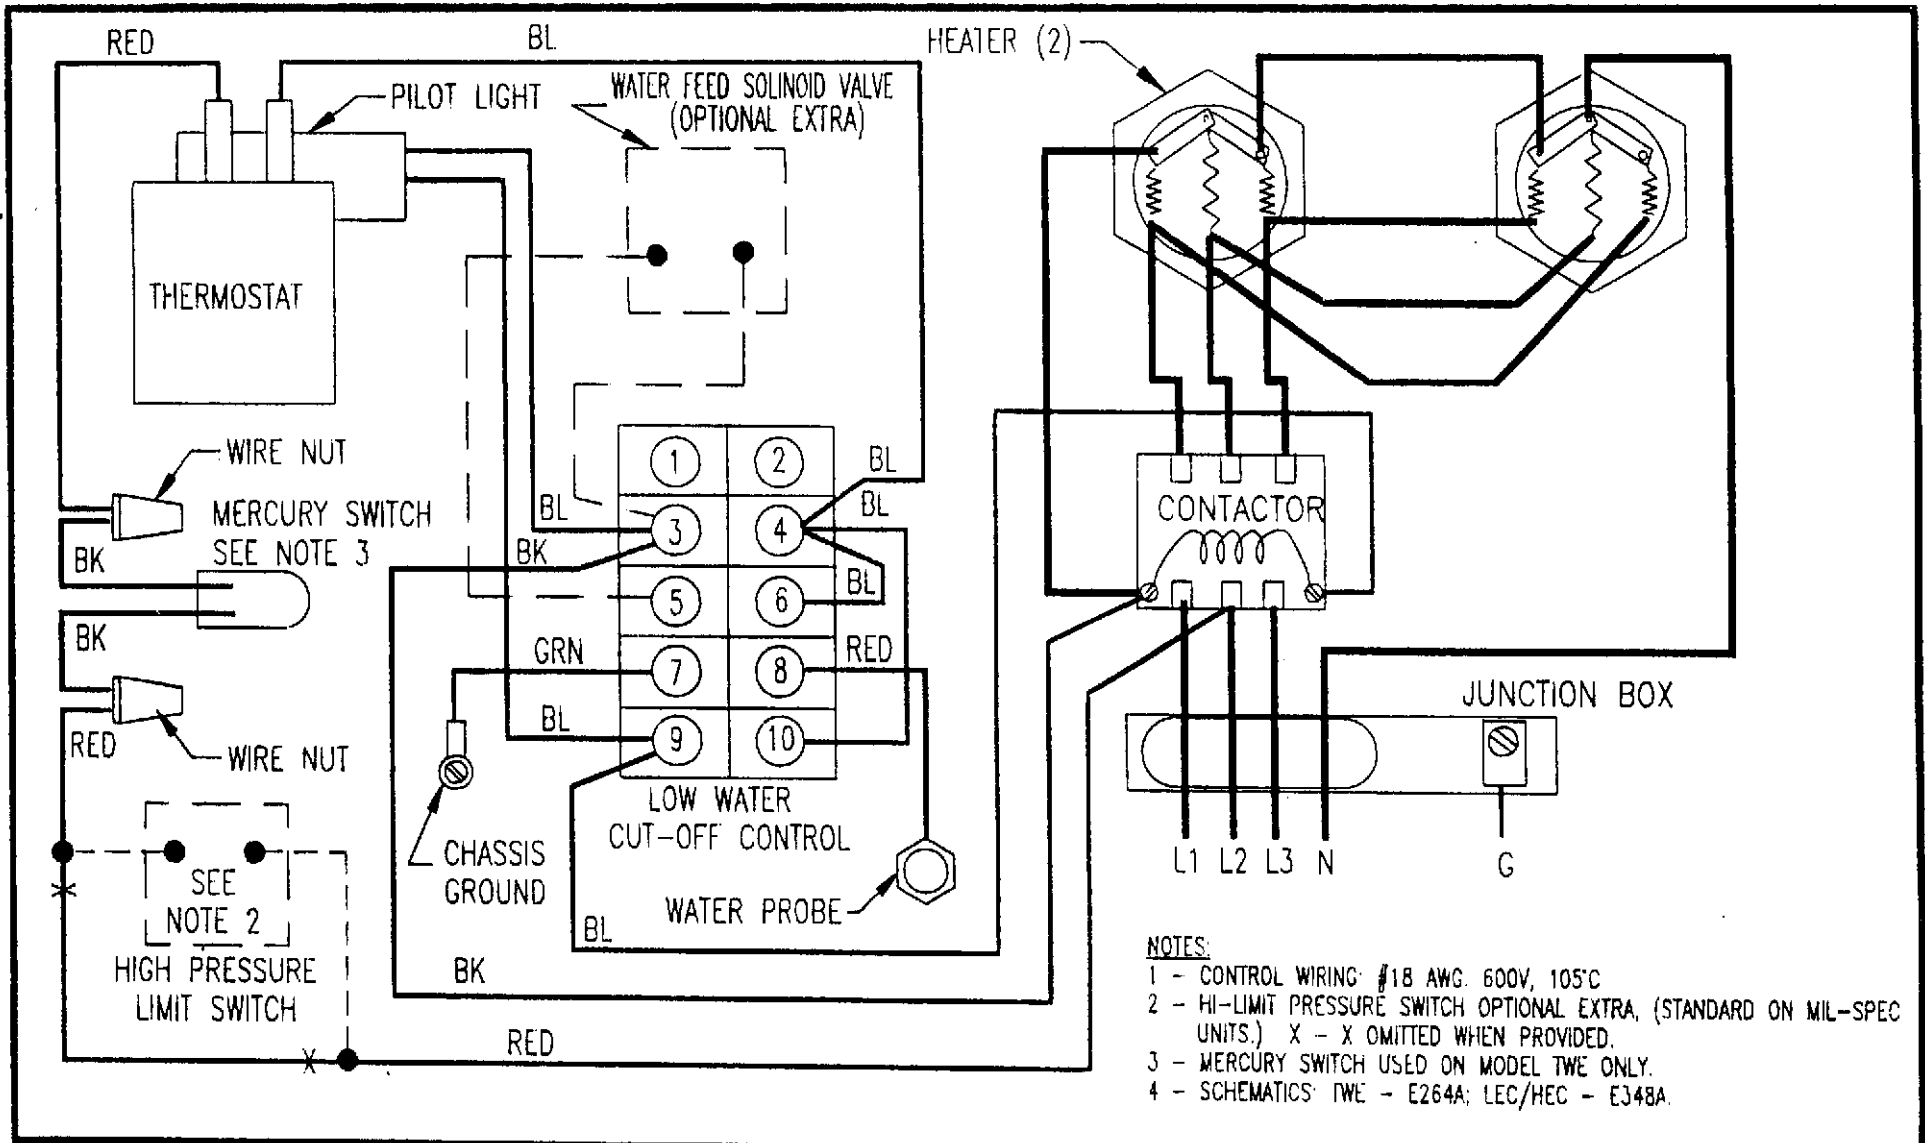 RED
BL
HEATER (2)
PILOT LIGHT
WATER FEED SOLINOID VALVE
(OPTIONAL EXTRA)
THERMOSTAT
WIRE NUT
MERCURY SWITCH
SEE NOTE 3
BK
BK
WIRE NUT
RED
1
2
3
4
5
6
7
8
9
10
BL
BL
BL
BK
BL
GRN
RED
BL
LOW WATER
CUT-OFF CONTROL
CONTACTOR
JUNCTION BOX
CHASSIS
GROUND
WATER PROBE
SEE
NOTE 2
HIGH PRESSURE
LIMIT SWITCH
BL
BK
RED
L1 L2 L3 N
G
NOTES:
1 - CONTROL WIRING #18 AWG. 600V, 105°C
2 - HI-LIMIT PRESSURE SWITCH OPTIONAL EXTRA, (STANDARD ON MIL-SPEC
UNITS.) X - X OMITTED WHEN PROVIDED.
3 - MERCURY SWITCH USED ON MODEL TWE ONLY.
4 - SCHEMATICS: TWE - E264A; LEC/HEC - E348A.
X
X